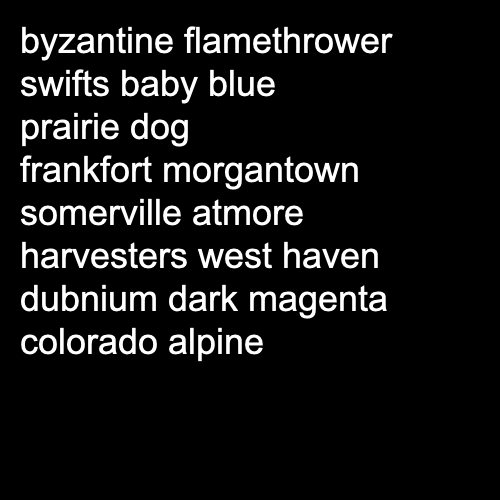 byzantine flamethrower
swifts baby blue
prairie dog
frankfort morgantown
somerville atmore
harvesters west haven
dubnium dark magenta
colorado alpine